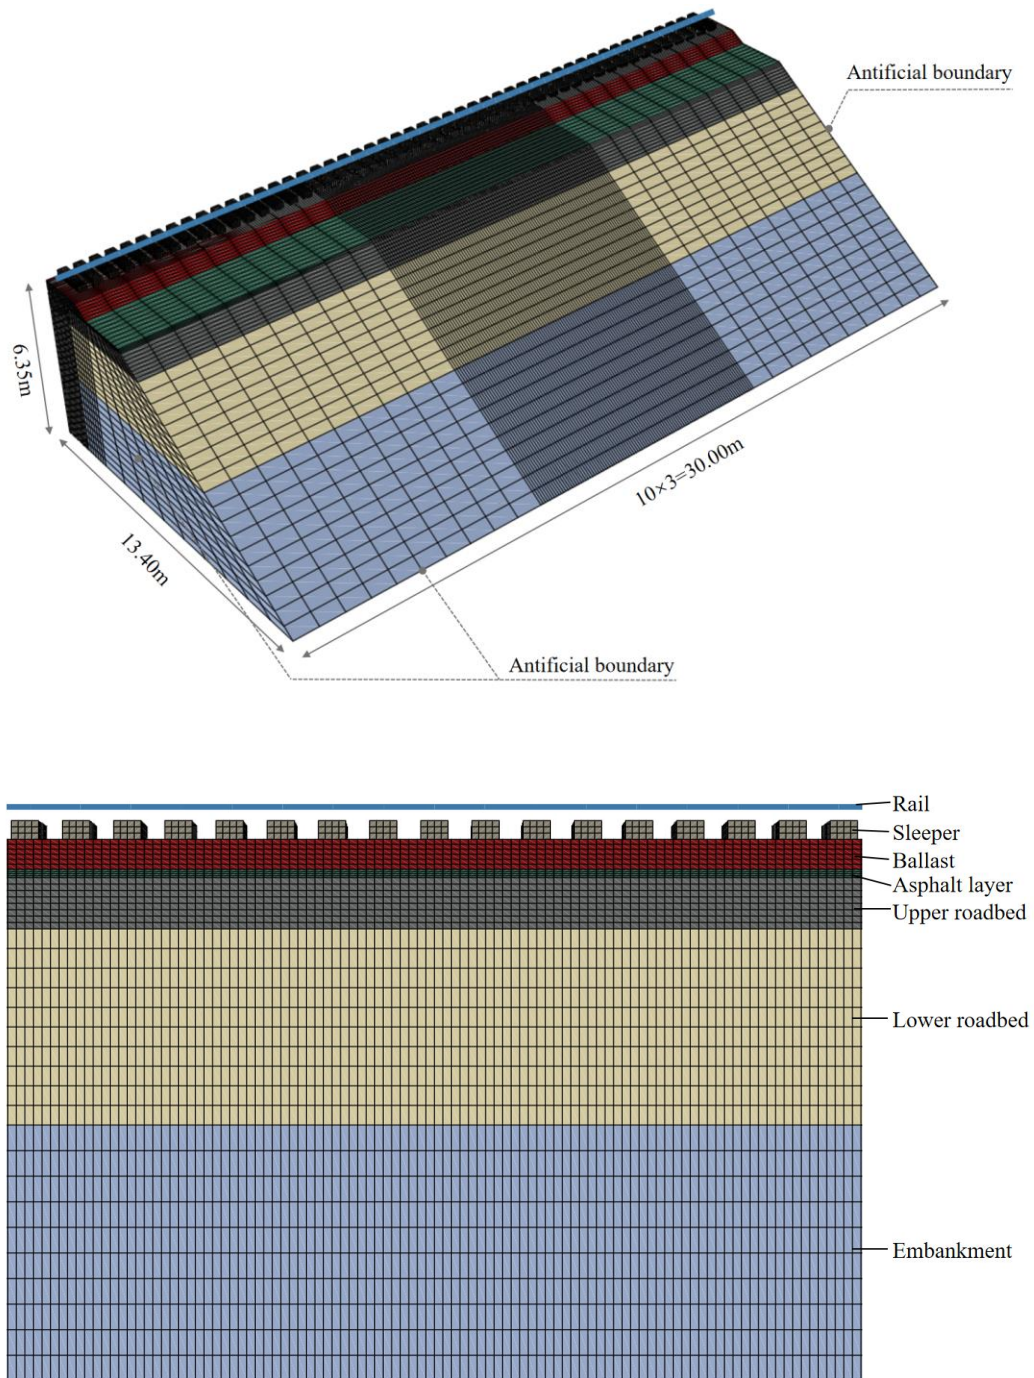 Antificial boundary
6.35m
13.40m
10×3=30.00m
Antificial boundary
Rail
Sleeper
Ballast
Asphalt layer
Upper roadbed
Lower roadbed
Embankment